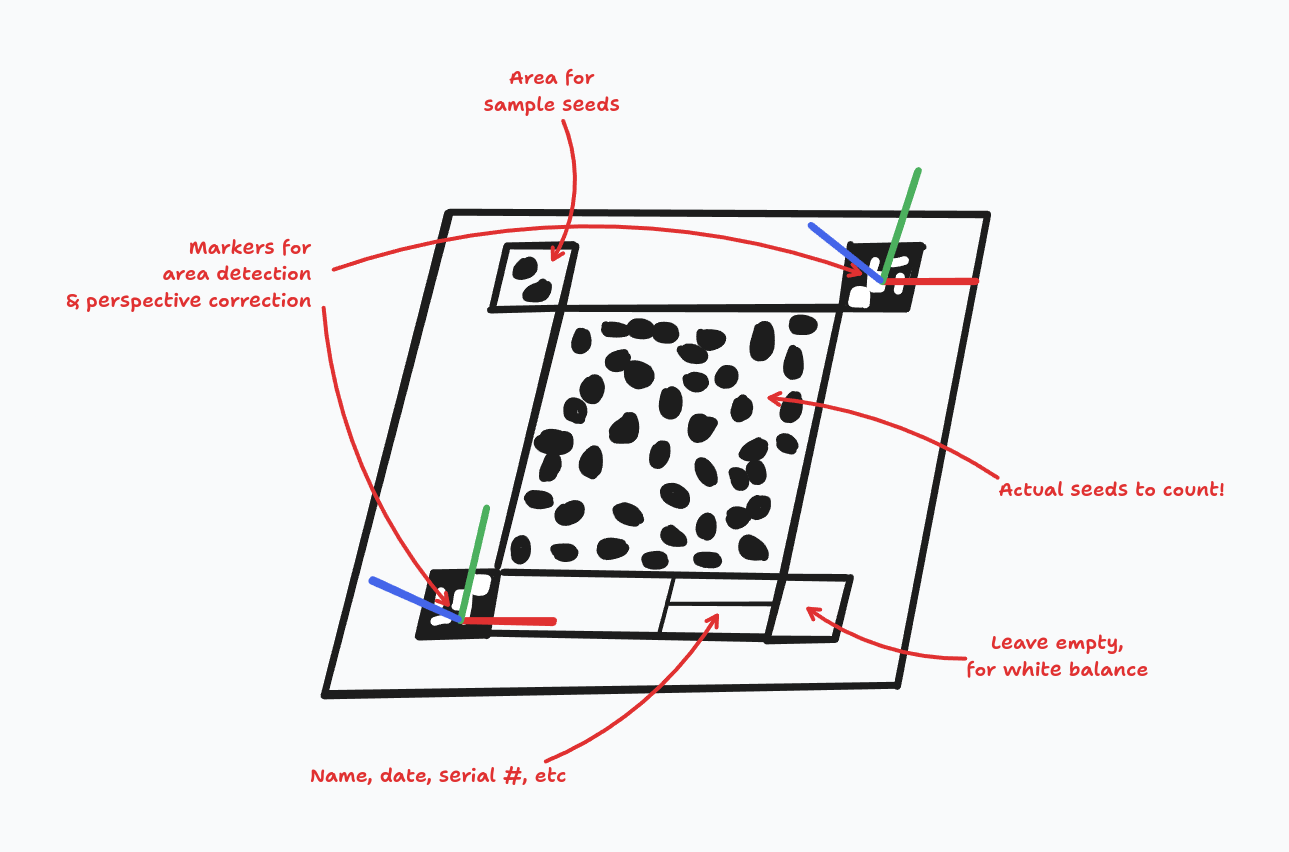 Area for
sample seeds
Markers for
area detection
& perspective correction
Actual seeds to count!
Leave empty,
for white balance
Name, date, serial #, etc